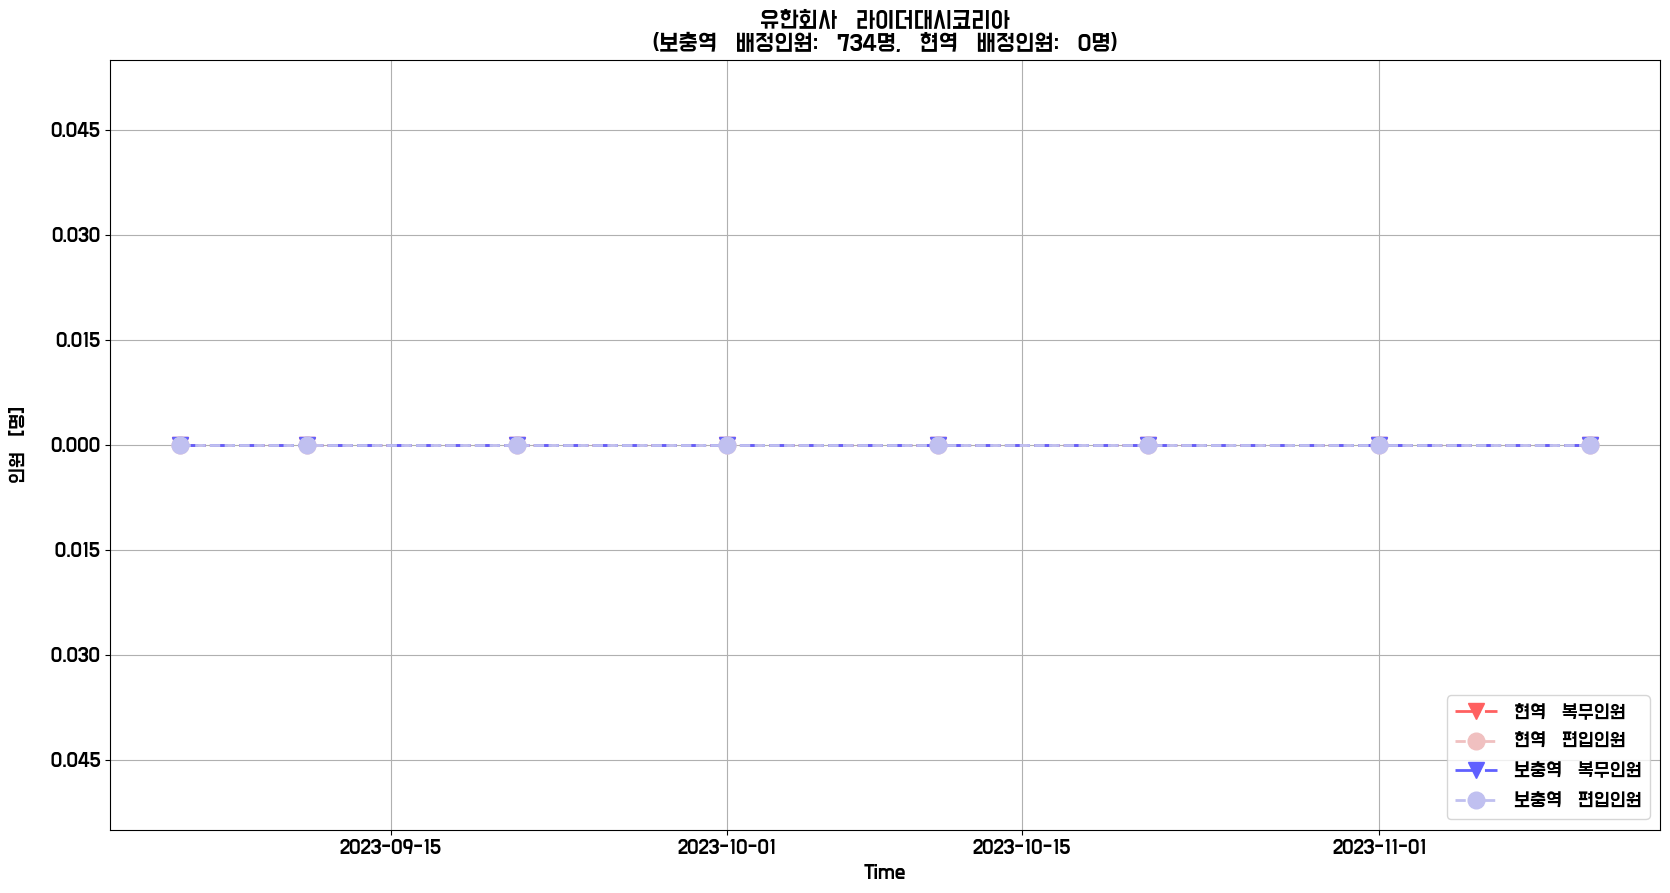 유한회사 라이더대시코리아
(보충역 배정인원: 734명, 현역 배정인원: 0명)
0.045
0.030
0.015
0.000
0.015
0.030
0.045
인원 [명]
현역 복무인원
현역 편입인원
보충역 복무인원
보충역 편입인원
2023-09-15 2023-10-01 2023-10-15 2023-11-01
Time